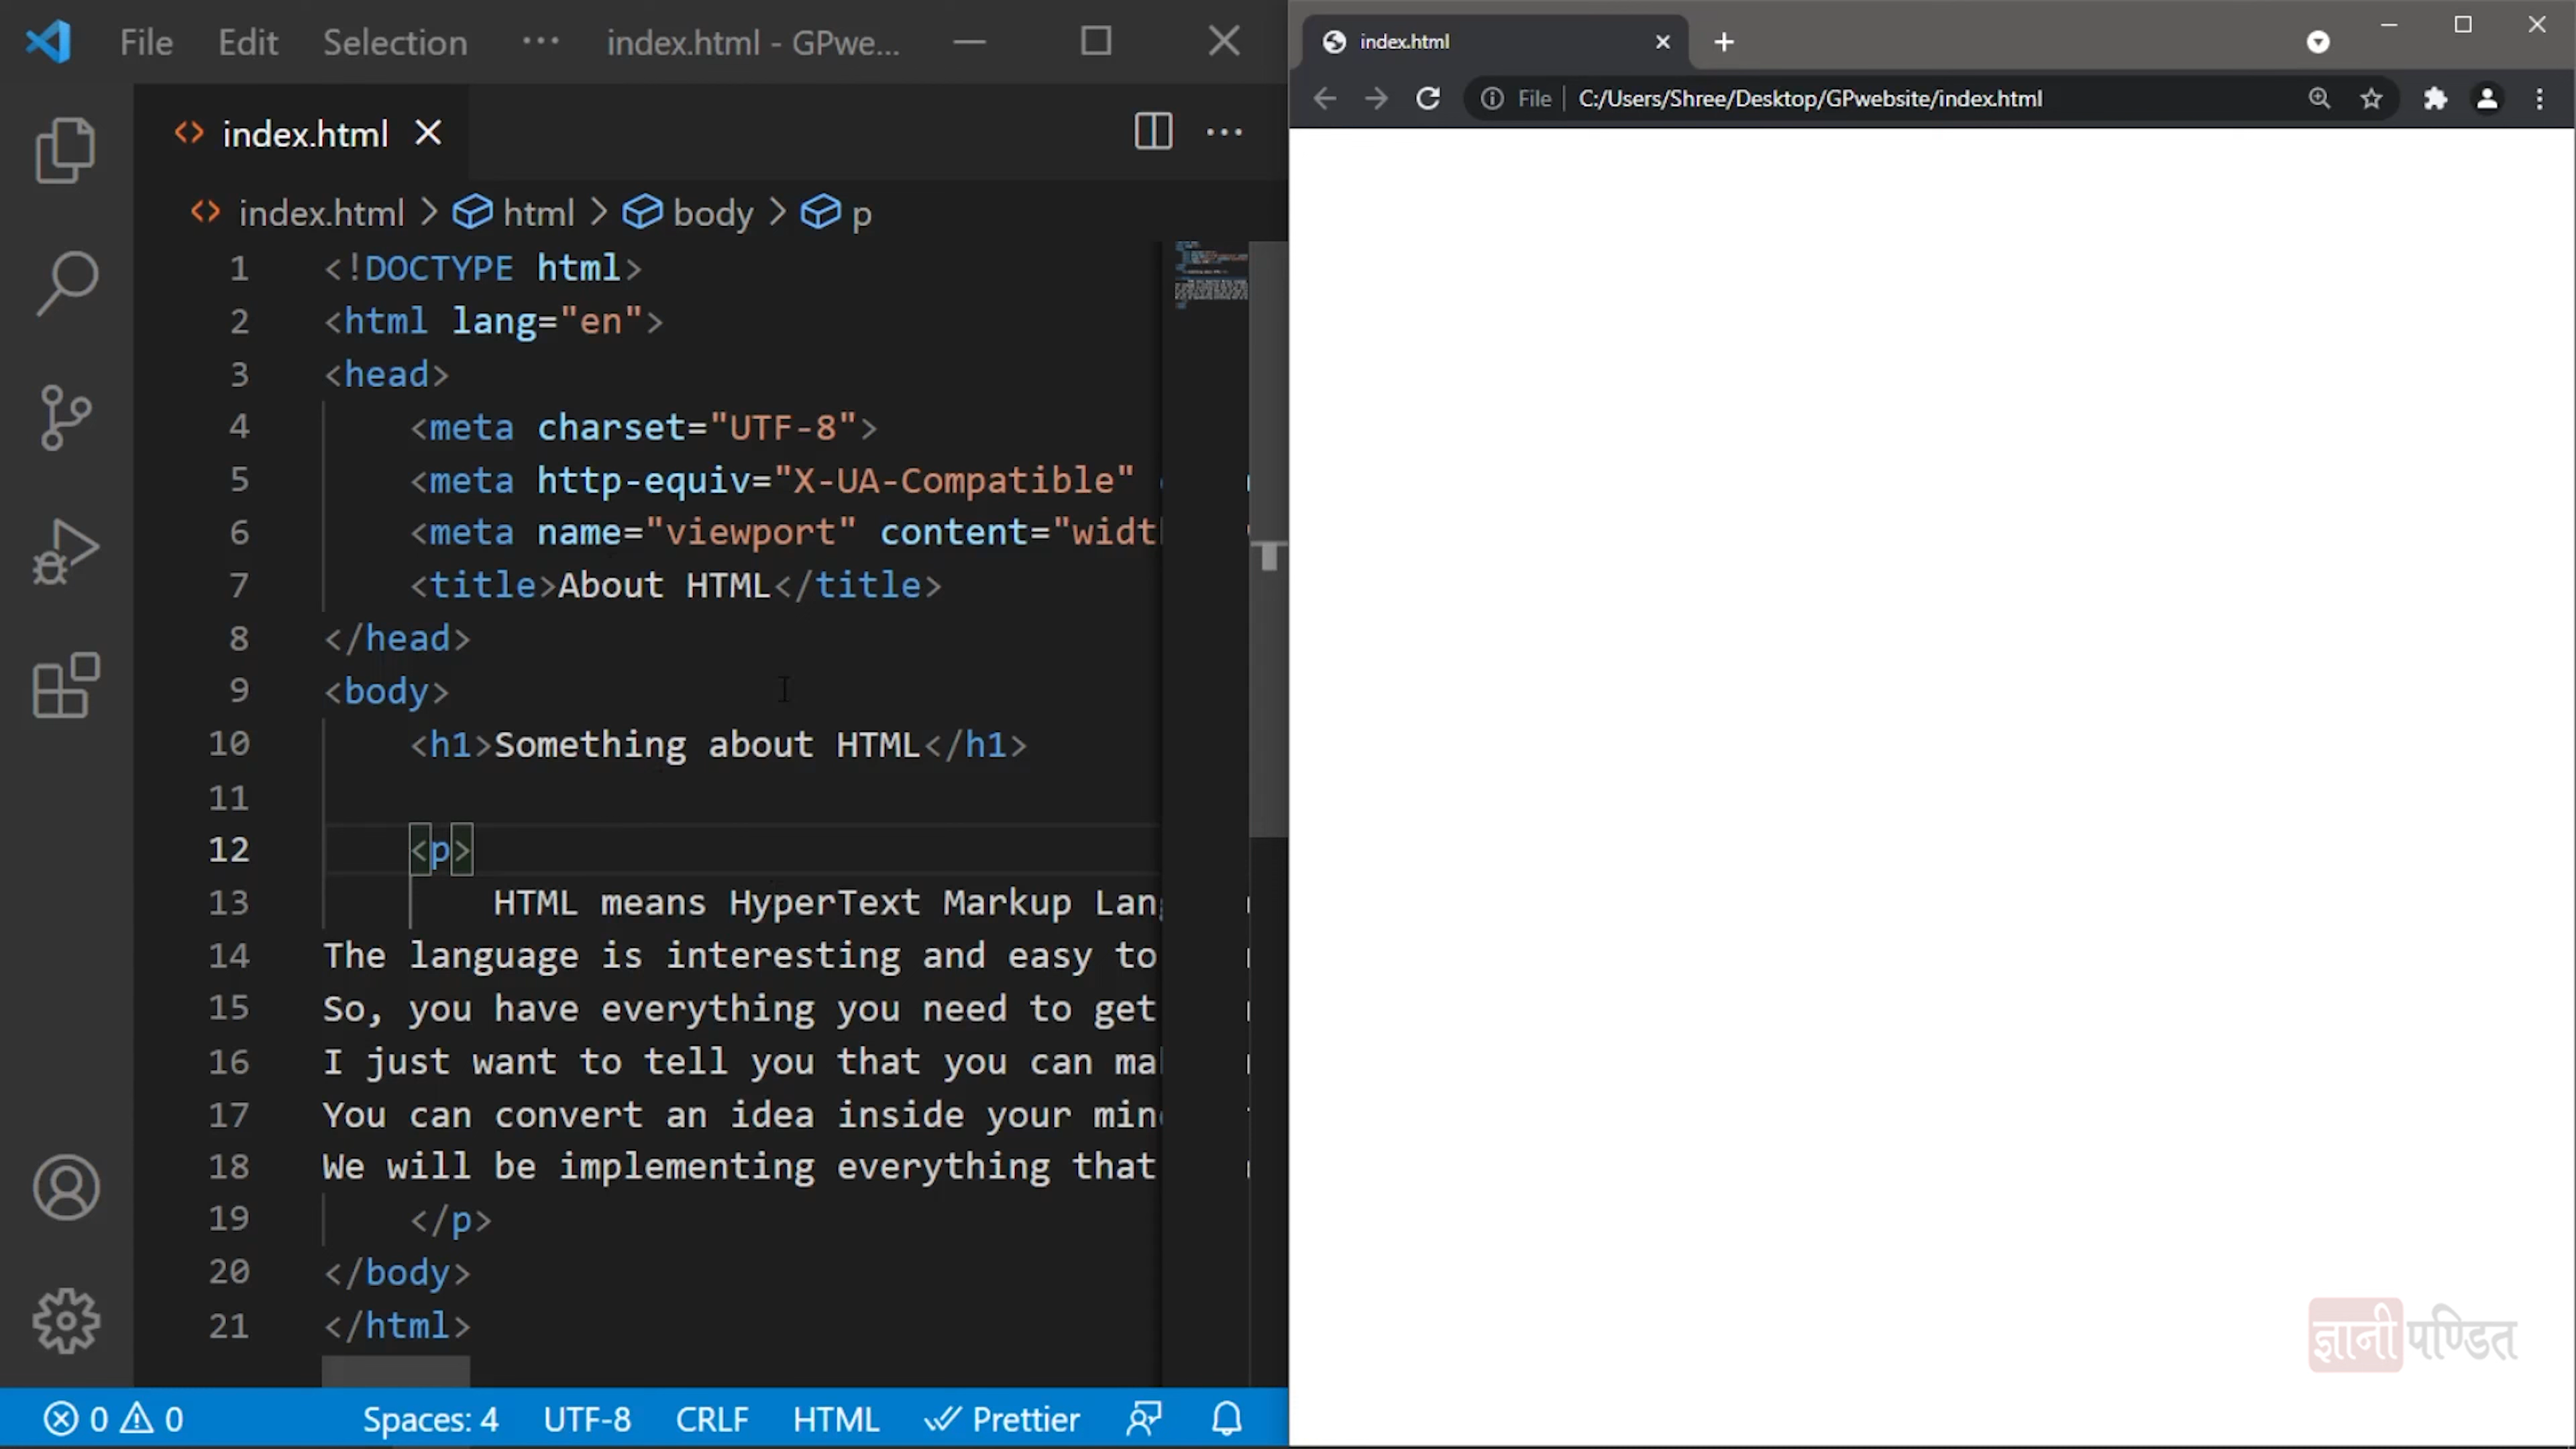 File Edit Selection ··· index.html - GPwe...
index.html
index.html > html > body > p
1 <!DOCTYPE html>
2 <html lang="en">
3 <head>
4 <meta charset="UTF-8">
5 <meta http-equiv="X-UA-Compatible"
6 <meta name="viewport" content="widt
7 <title>About HTML</title>
8 </head>
9 <body>
10 <h1>Something about HTML</h1>
11
12 <p>
13 HTML means HyperText Markup Lang
14 The language is interesting and easy to
15 So, you have everything you need to get
16 I just want to tell you that you can ma
17 You can convert an idea inside your min
18 We will be implementing everything that
19 </p>
20 </body>
21 </html>
0 0 Spaces: 4 UTF-8 CRLF HTML Prettier
index.html
File C:/Users/Shree/Desktop/GPwebsite/index.html
ज्ञानी पण्डित